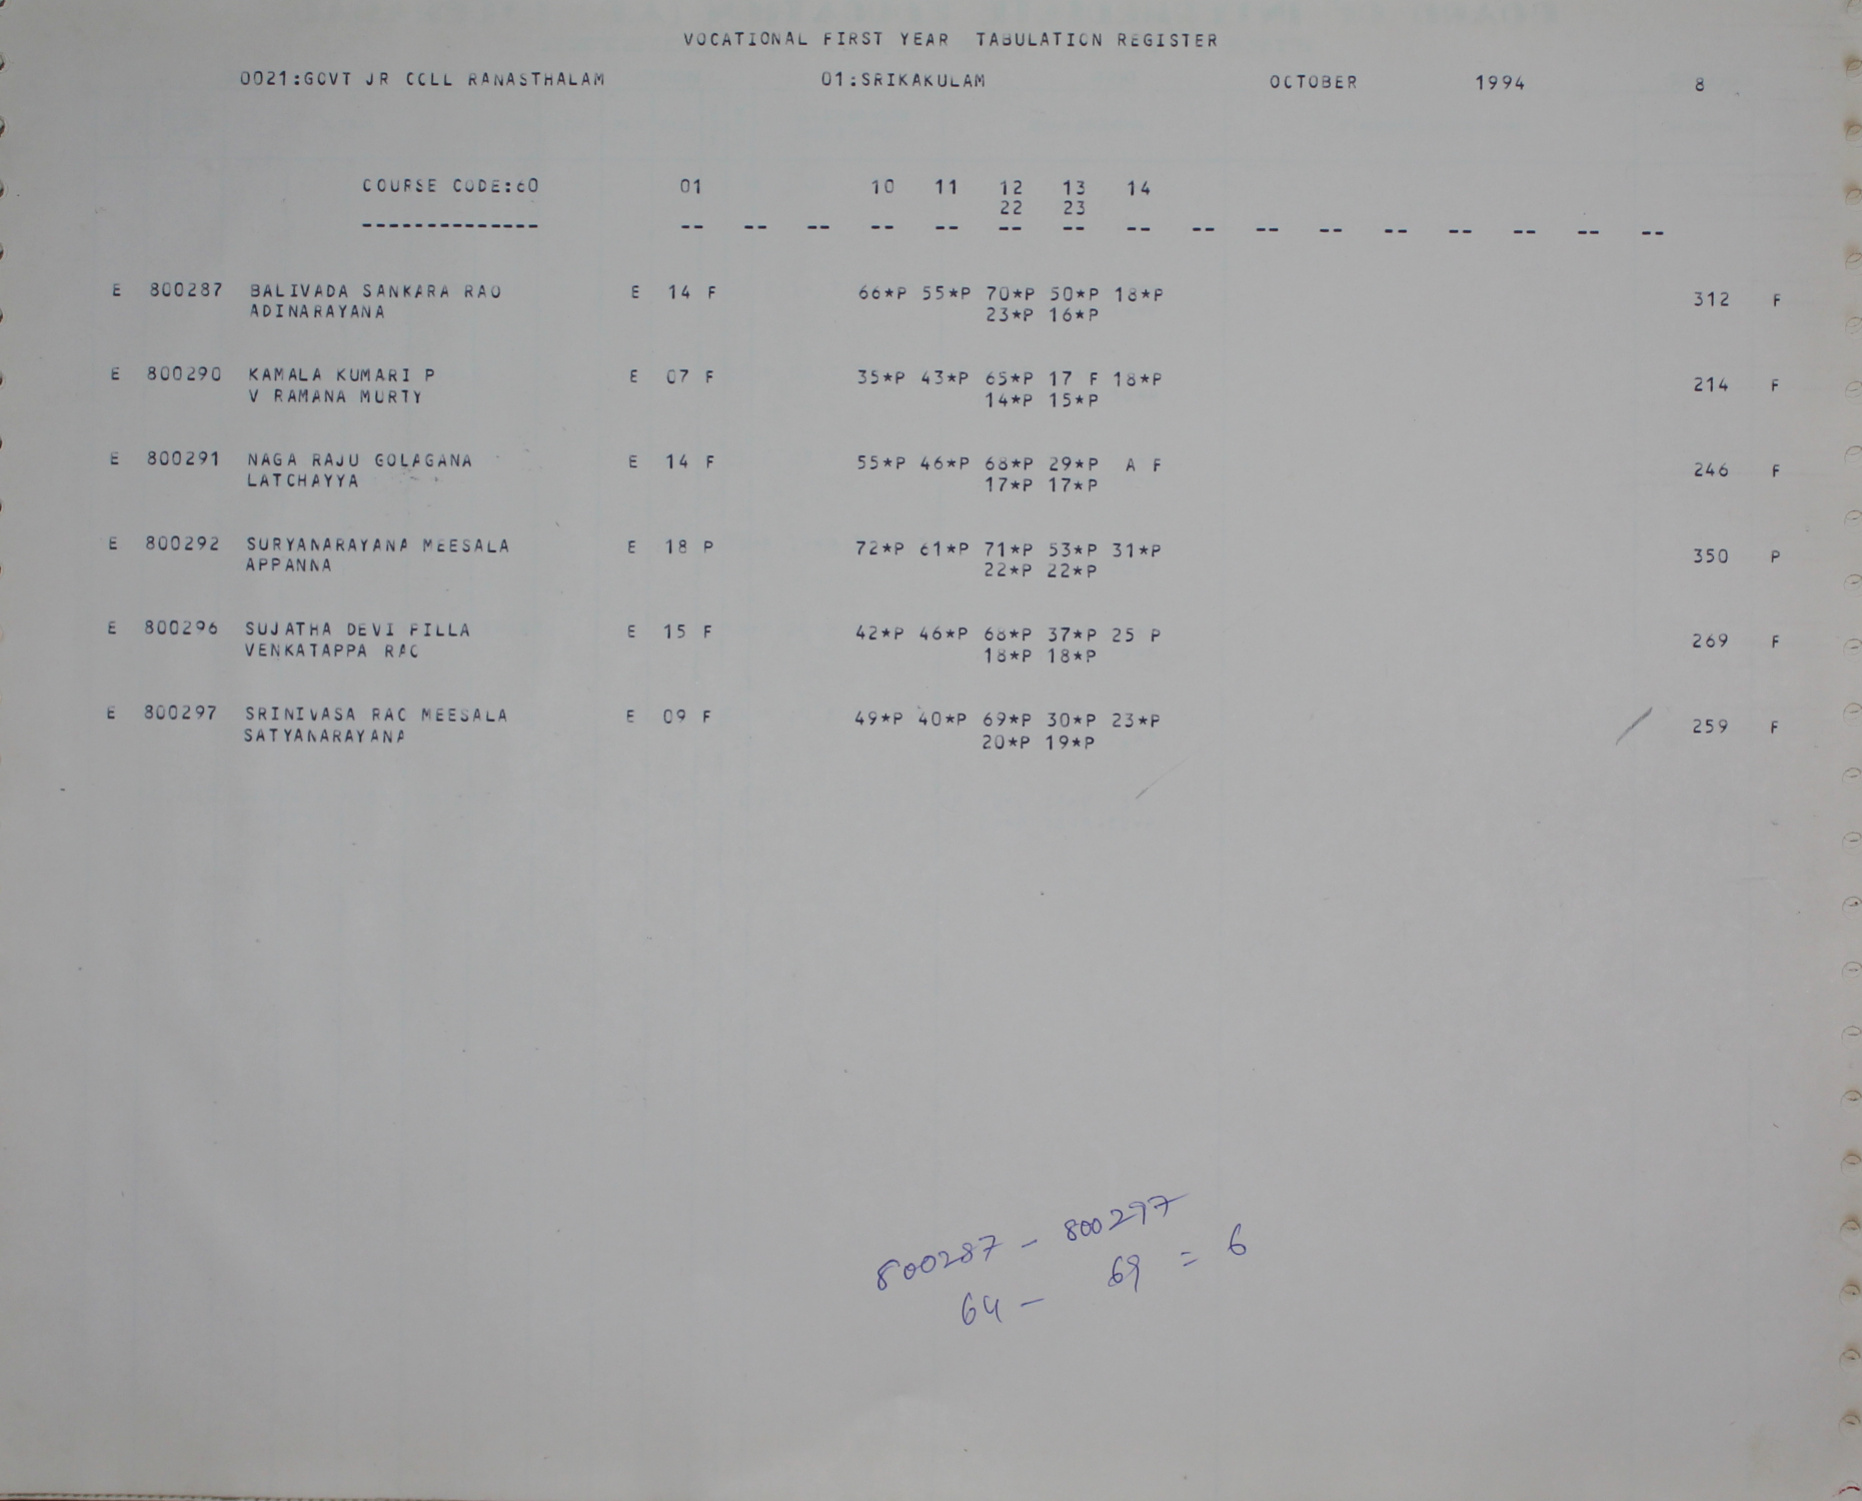 VOCATIONAL FIRST YEAR TABULATION REGISTER
0021:GOVT JR COLL RANASTHALAM 01:SRIKAKULAM OCTOBER 1994 8
COURSE CODE:60 01 10 11 12 13 14
22 23
-------------- -- -- -- -- -- -- -- -- -- -- -- -- -- -- -- --
E 800287 BALIVADA SANKARA RAO E 14 F 66*P 55*P 70*P 50*P 18*P 312 F
ADINARAYANA 23*P 16*P
E 800290 KAMALA KUMARI P E 07 F 35*P 43*P 65*P 17 F 18*P 214 F
V RAMANA MURTY 14*P 15*P
E 800291 NAGA RAJU GOLAGANA E 14 F 55*P 46*P 68*P 29*P A F 246 F
LATCHAYYA 17*P 17*P
E 800292 SURYANARAYANA MEESALA E 18 P 72*P 61*P 71*P 53*P 31*P 350 P
APPANNA 22*P 22*P
E 800296 SUJATHA DEVI PILLA E 15 F 42*P 46*P 68*P 37*P 25 P 269 F
VENKATAPPA RAO 18*P 18*P
E 800297 SRINIVASA RAO MEESALA E 09 F 49*P 40*P 69*P 30*P 23*P 259 F
SATYANARAYANA 20*P 19*P
800287 - 800297
64 - 69 = 6